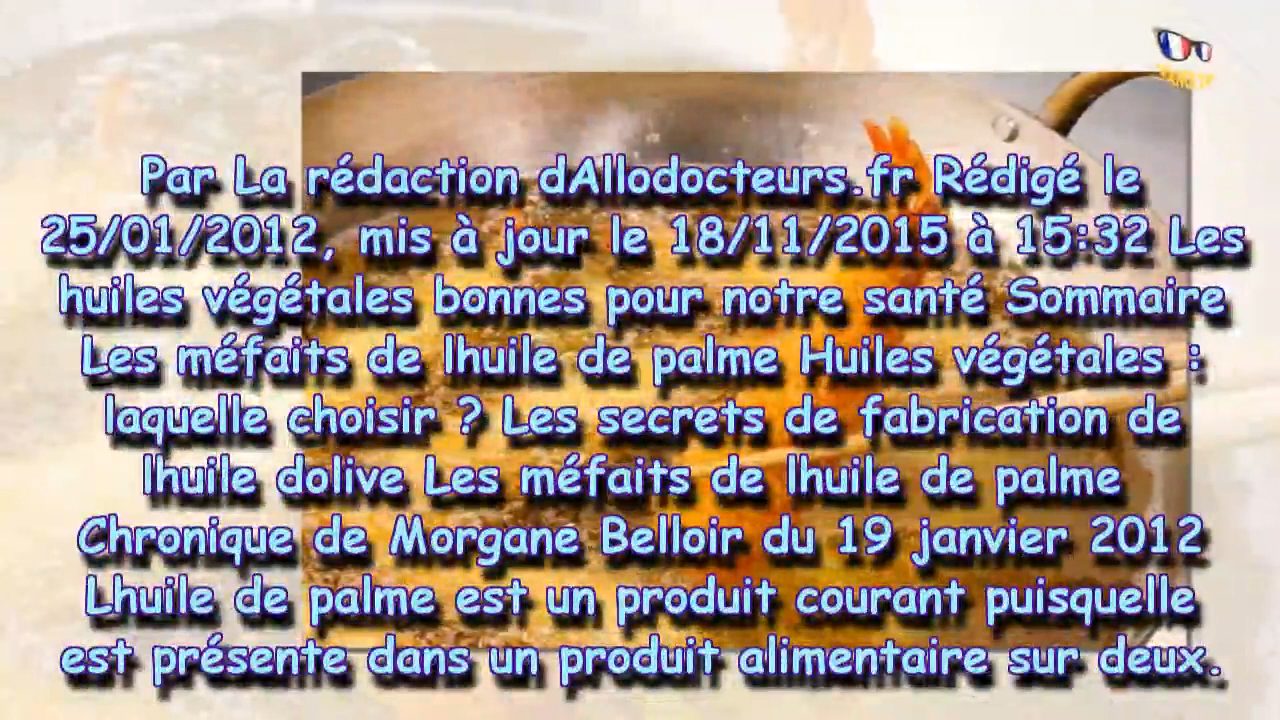 Par La rédaction dAllodocteurs.fr Rédigé le
25/01/2012, mis à jour le 18/11/2015 à 15:32 Les
huiles végétales bonnes pour notre santé Sommaire
Les méfaits de lhuile de palme Huiles végétales :
laquelle choisir ? Les secrets de fabrication de
lhuile dolive Les méfaits de lhuile de palme
Chronique de Morgane Belloir du 19 janvier 2012
Lhuile de palme est un produit courant puisquelle
est présente dans un produit alimentaire sur deux.